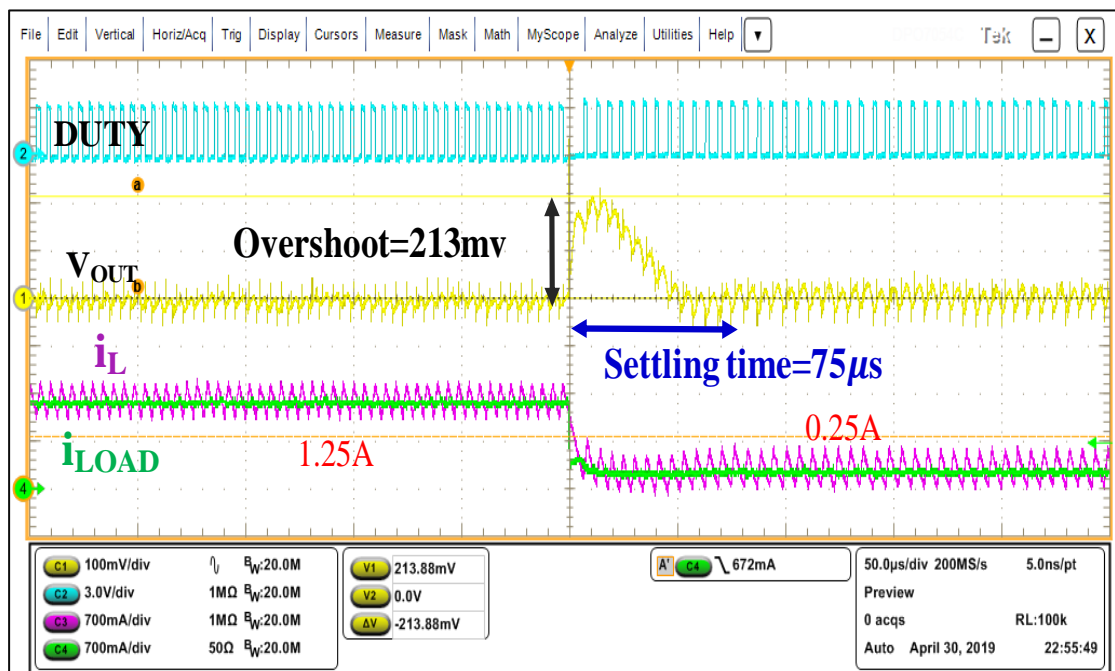 File Edit Vertical Horiz/Acq Trig Display Cursors Measure Mask Math MyScope Analyze Utilities Help ▼ Tek X
DUTY
2
a
Overshoot=213mv
VOUT
b
1
iL
Settling time=75μs
1.25A
0.25A
iLOAD
4
C1 100mV/div BW:20.0M
C2 3.0V/div 1MΩ BW:20.0M
C3 700mA/div 1MΩ BW:20.0M
C4 700mA/div 50Ω BW:20.0M
V1 213.88mV
V2 0.0V
ΔV -213.88mV
A' C4 672mA
50.0μs/div 200MS/s 5.0ns/pt
Preview
0 acqs RL:100k
Auto April 30, 2019 22:55:49